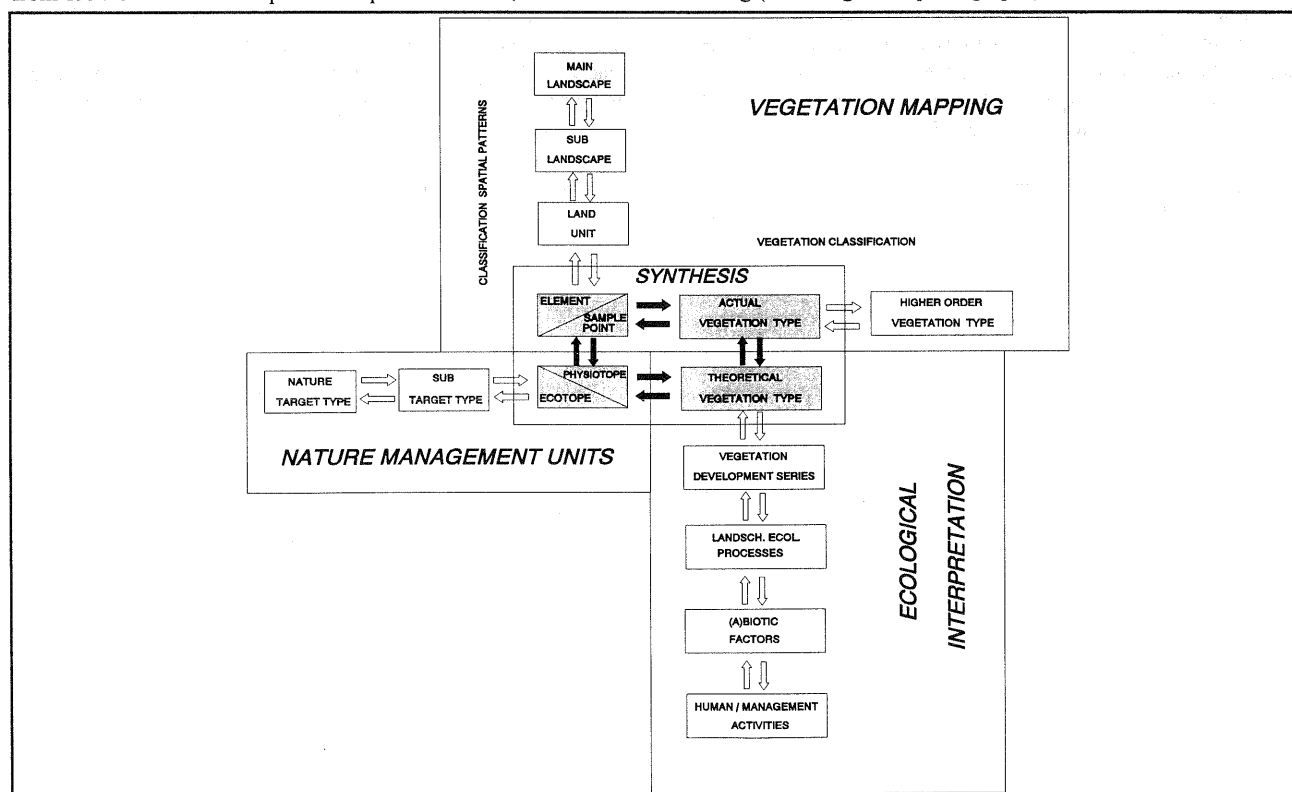 MAIN
LANDSCAPE
VEGETATION MAPPING
CLASSIFICATION SPATIAL PATTERNS
SUB
LANDSCAPE
LAND
UNIT
VEGETATION CLASSIFICATION
SYNTHESIS
ELEMENT
SAMPLE
POINT
ACTUAL
VEGETATION TYPE
HIGHER ORDER
VEGETATION TYPE
NATURE
TARGET TYPE
SUB
TARGET TYPE
PHYSIOTOPE
ECOTOPE
THEORETICAL
VEGETATION TYPE
NATURE MANAGEMENT UNITS
VEGETATION
DEVELOPMENT SERIES
ECOLOGICAL
INTERPRETATION
LANDSCH. ECOL.
PROCESSES
(A)BIOTIC
FACTORS
HUMAN / MANAGEMENT
ACTIVITIES